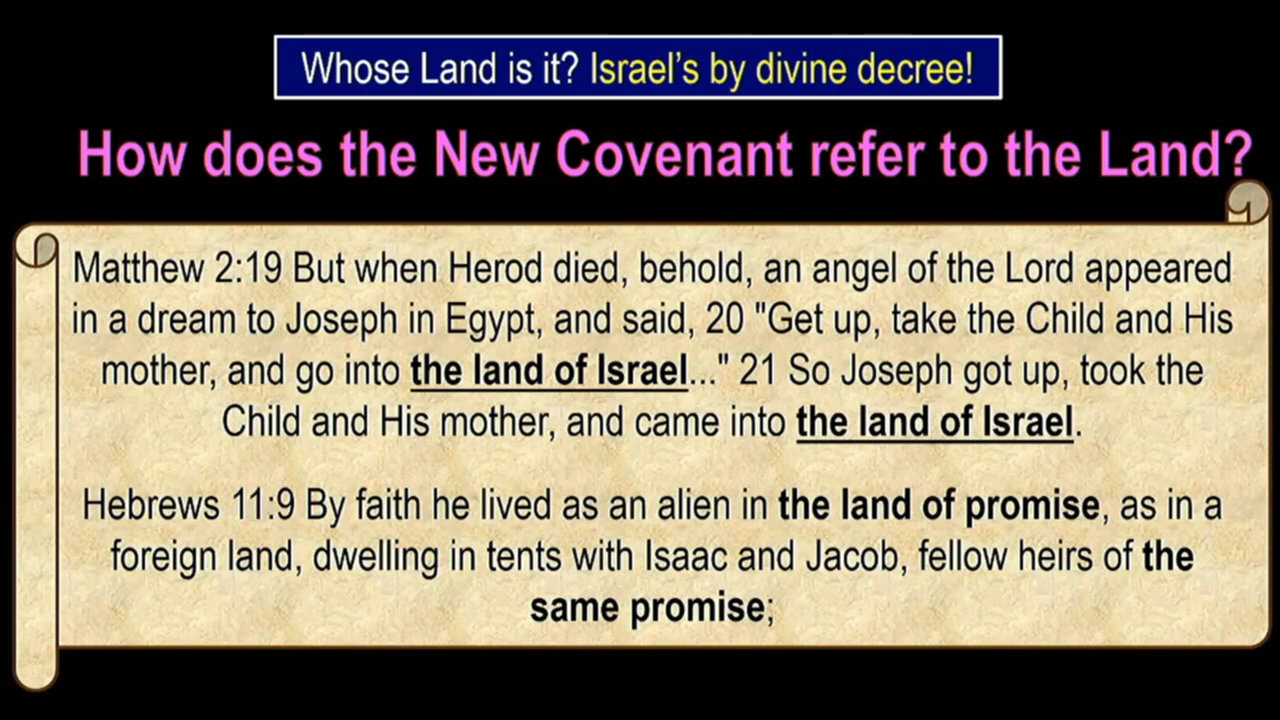 Whose Land is it? Israel's by divine decree!
How does the New Covenant refer to the Land?
Matthew 2:19 But when Herod died, behold, an angel of the Lord appeared
in a dream to Joseph in Egypt, and said, 20 "Get up, take the Child and His
mother, and go into the land of Israel..." 21 So Joseph got up, took the
Child and His mother, and came into the land of Israel.
Hebrews 11:9 By faith he lived as an alien in the land of promise, as in a
foreign land, dwelling in tents with Isaac and Jacob, fellow heirs of the
same promise;